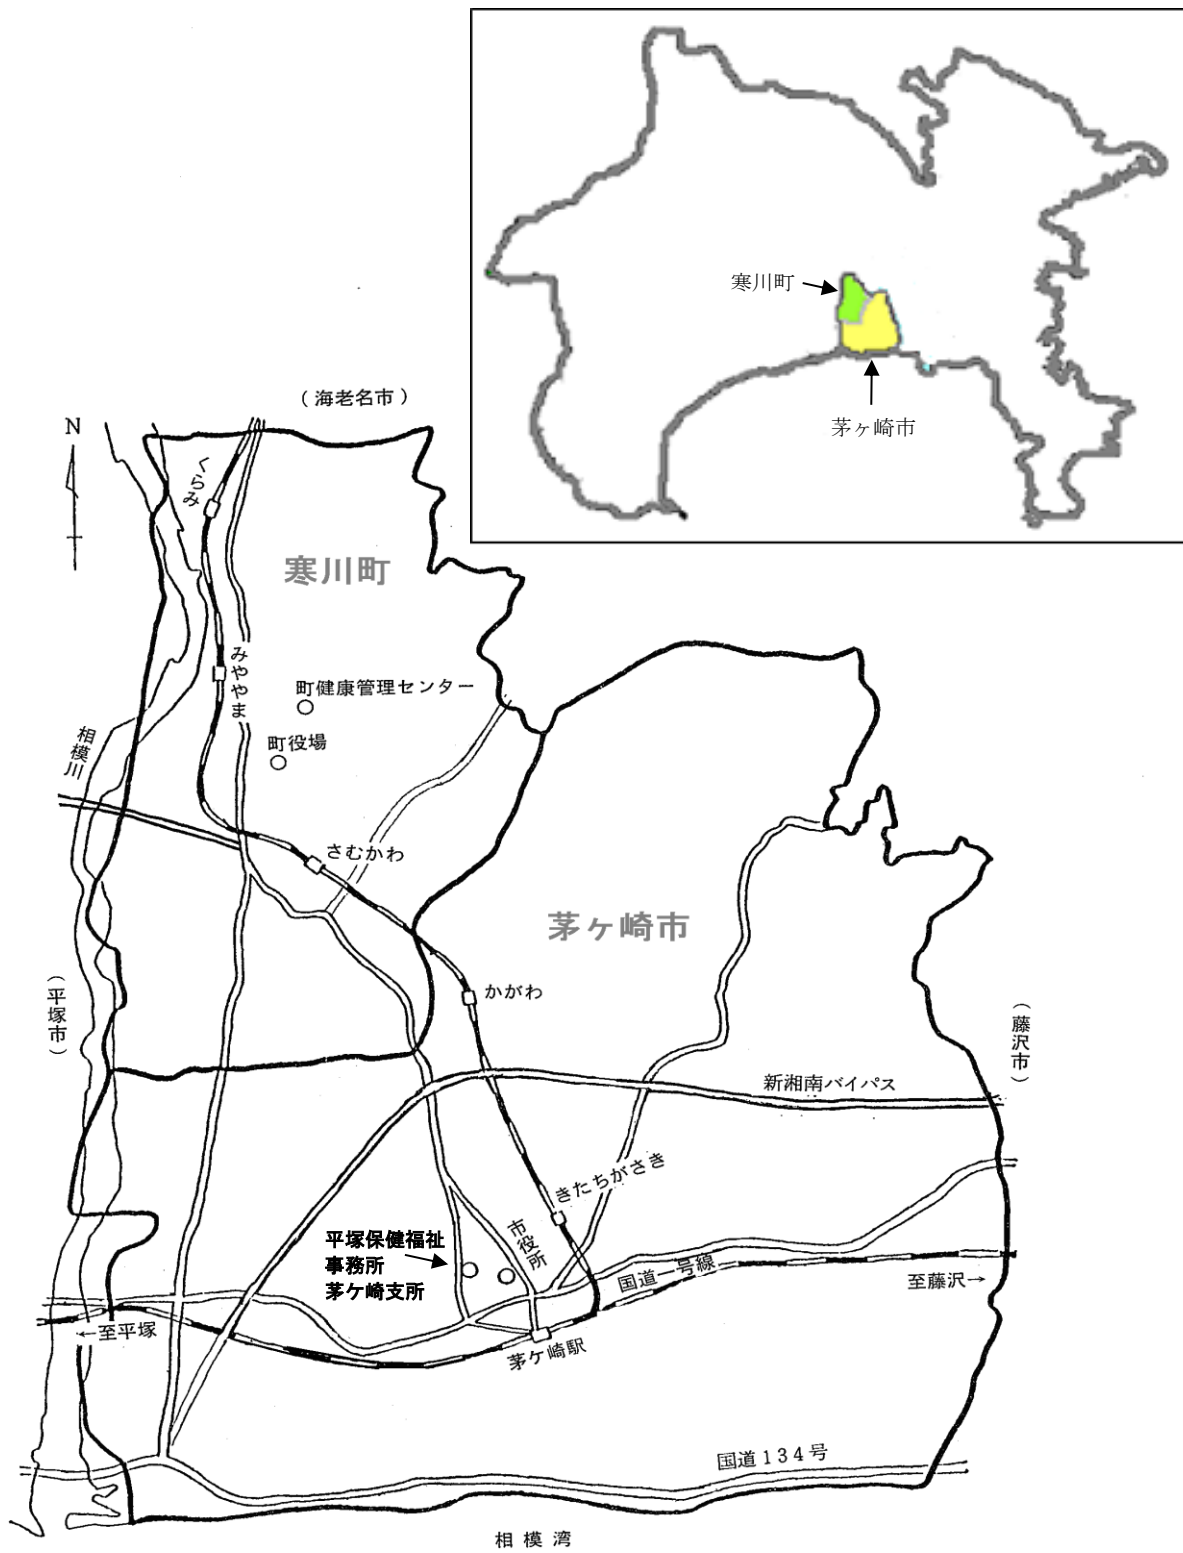 寒川町
茅ヶ崎市
(海老名市)
N
くらみ
寒川町
みややま
町健康管理センター
町役場
相模川
さむかわ
茅ヶ崎市
かがわ
(平塚市)
(藤沢市)
新湘南バイパス
きたちがさき
市役所
平塚保健福祉
事務所
茅ケ崎支所
国道一号線
至藤沢→
←至平塚
茅ケ崎駅
国道134号
相模湾